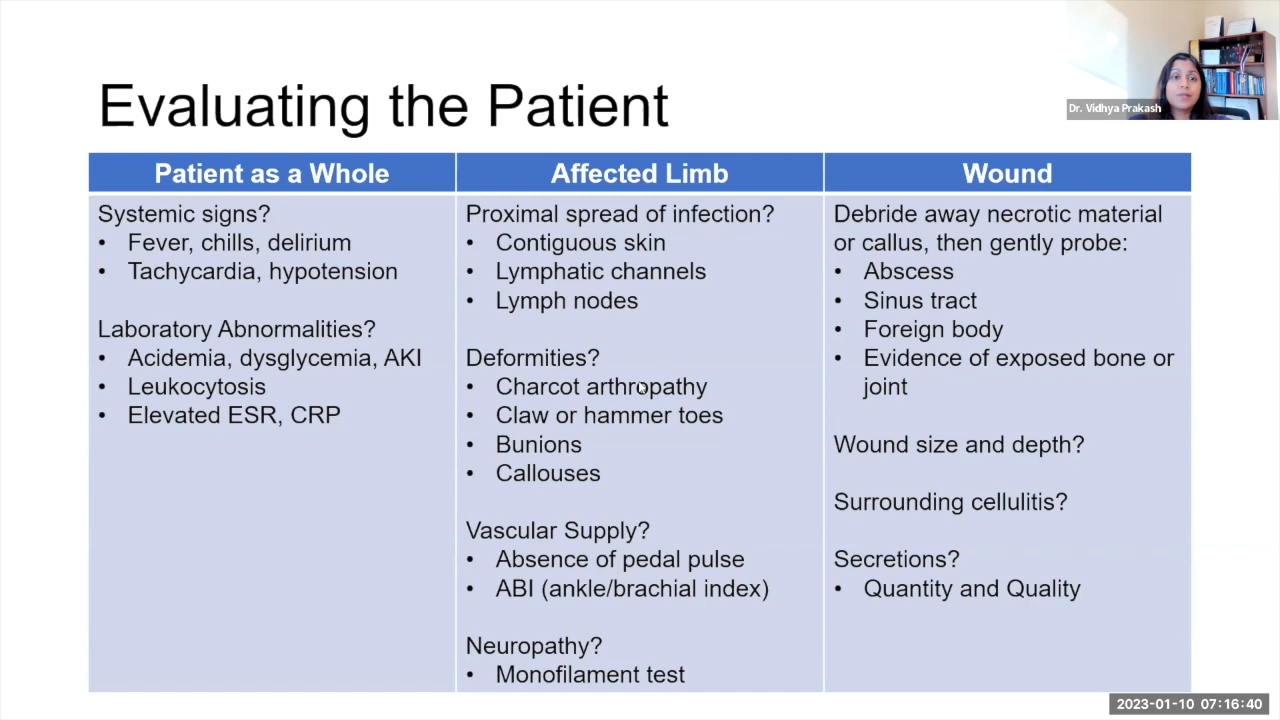 Dr. Vidhya Prakash
Evaluating the Patient
Patient as a Whole
Systemic signs?
• Fever, chills, delirium
• Tachycardia, hypotension
Laboratory Abnormalities?
• Acidemia, dysglycemia, AKI
• Leukocytosis
• Elevated ESR, CRP
Affected Limb
Proximal spread of infection?
• Contiguous skin
• Lymphatic channels
• Lymph nodes
Deformities?
• Charcot arthropathy
• Claw or hammer toes
• Bunions
• Callouses
Vascular Supply?
• Absence of pedal pulse
• ABI (ankle/brachial index)
Neuropathy?
• Monofilament test
Wound
Debride away necrotic material
or callus, then gently probe:
• Abscess
• Sinus tract
• Foreign body
• Evidence of exposed bone or
joint
Wound size and depth?
Surrounding cellulitis?
Secretions?
• Quantity and Quality
2023-01-10 07:16:40